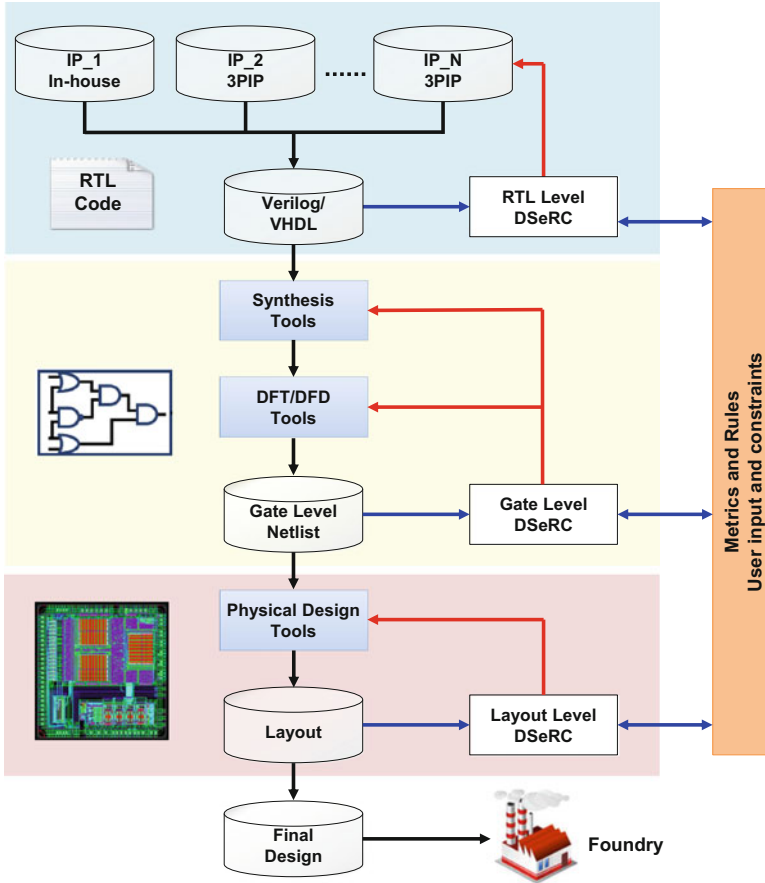 IP_1
In-house
IP_2
3PIP
......
IP_N
3PIP
RTL
Code
Verilog/
VHDL
RTL Level
DSeRC
Synthesis
Tools
DFT/DFD
Tools
Gate Level
Netlist
Gate Level
DSeRC
Metrics and Rules
User input and constraints
Physical Design
Tools
Layout
Layout Level
DSeRC
Final
Design
Foundry